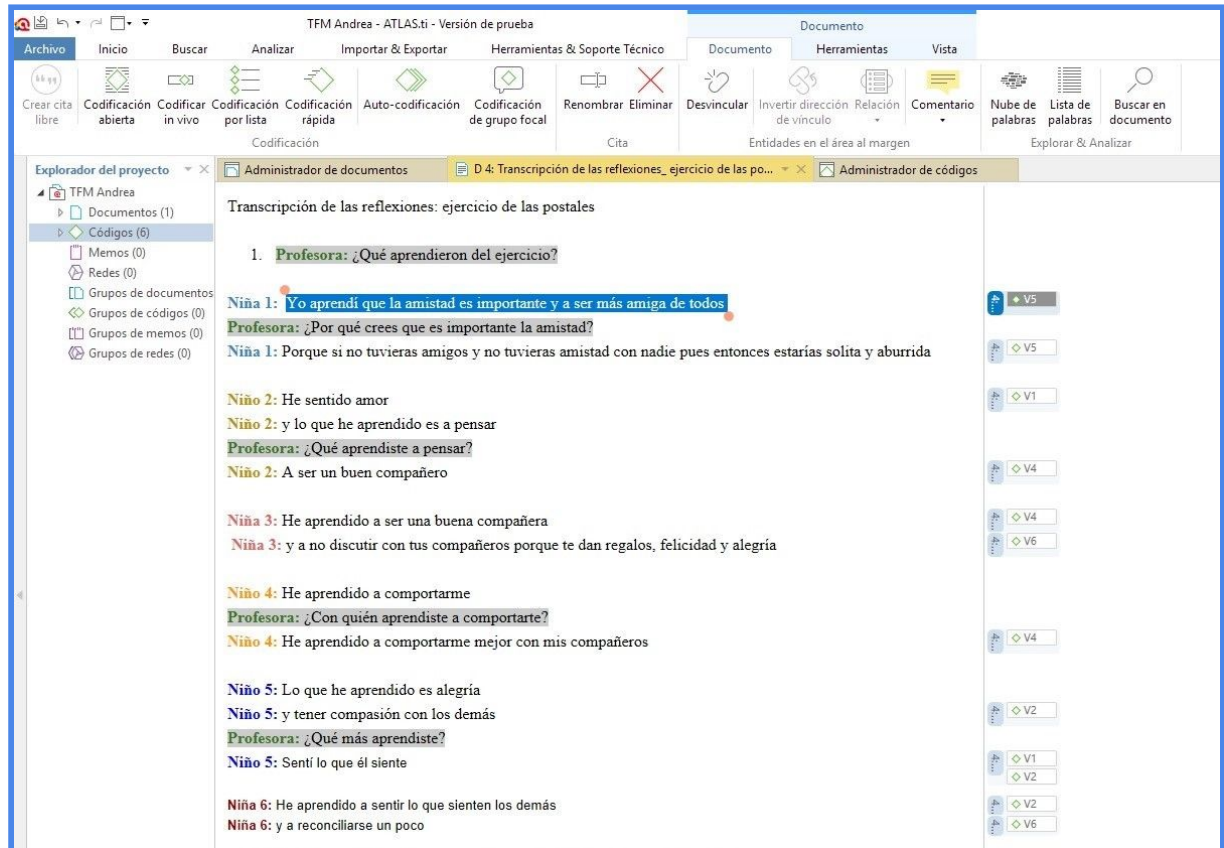 TFM Andrea - ATLAS.ti - Versión de prueba
Documento
Archivo Inicio Buscar Analizar Importar & Exportar Herramientas & Soporte Técnico Documento Herramientas Vista
Crear cita libre
Codificación abierta
Codificar in vivo
Codificación por lista
Codificación rápida
Auto-codificación
Codificación de grupo focal
Renombrar
Eliminar
Desvincular
Invertir dirección de vínculo
Relación
Comentario
Nube de palabras
Lista de palabras
Buscar en documento
Codificación
Cita
Entidades en el área al margen
Explorar & Analizar
Explorador del proyecto
TFM Andrea
Documentos (1)
Códigos (6)
Memos (0)
Redes (0)
Grupos de documentos
Grupos de códigos (0)
Grupos de memos (0)
Grupos de redes (0)
Administrador de documentos
D 4: Transcripción de las reflexiones_ ejercicio de las po...
Administrador de códigos
Transcripción de las reflexiones: ejercicio de las postales
1. Profesora: ¿Qué aprendieron del ejercicio?
Niña 1: Yo aprendí que la amistad es importante y a ser más amiga de todos
V5
Profesora: ¿Por qué crees que es importante la amistad?
Niña 1: Porque si no tuvieras amigos y no tuvieras amistad con nadie pues entonces estarías solita y aburrida
V5
Niño 2: He sentido amor
V1
Niño 2: y lo que he aprendido es a pensar
Profesora: ¿Qué aprendiste a pensar?
Niño 2: A ser un buen compañero
V4
Niña 3: He aprendido a ser una buena compañera
V4
Niña 3: y a no discutir con tus compañeros porque te dan regalos, felicidad y alegría
V6
Niño 4: He aprendido a comportarme
Profesora: ¿Con quién aprendiste a comportarte?
Niño 4: He aprendido a comportarme mejor con mis compañeros
V4
Niño 5: Lo que he aprendido es alegría
Niño 5: y tener compasión con los demás
V2
Profesora: ¿Qué más aprendiste?
Niño 5: Sentí lo que él siente
V1
V2
Niña 6: He aprendido a sentir lo que sienten los demás
V2
Niña 6: y a reconciliarse un poco
V6